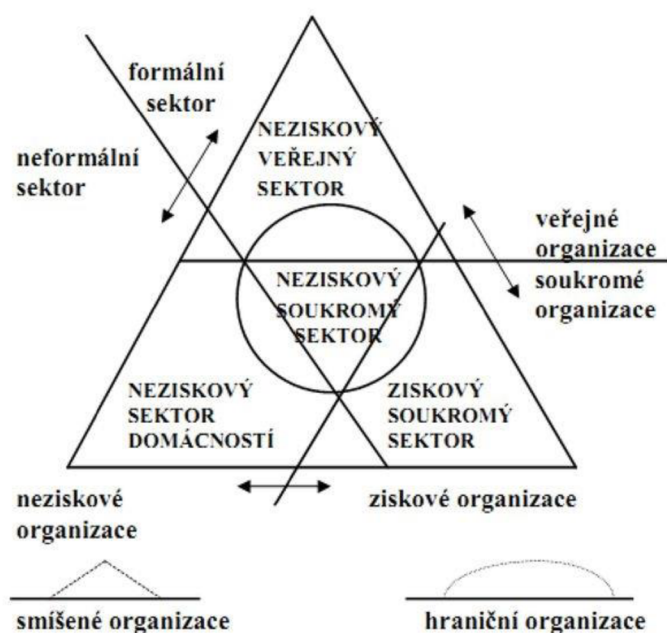 formální
sektor
neformální
sektor
NEZISKOVÝ
VEŘEJNÝ
SEKTOR
veřejné
organizace
soukromé
organizace
NEZISKOVÝ
SOUKROMÝ
SEKTOR
NEZISKOVÝ
SEKTOR
DOMÁCNOSTÍ
ZISKOVÝ
SOUKROMÝ
SEKTOR
neziskové
organizace
ziskové organizace
smíšené organizace
hraniční organizace